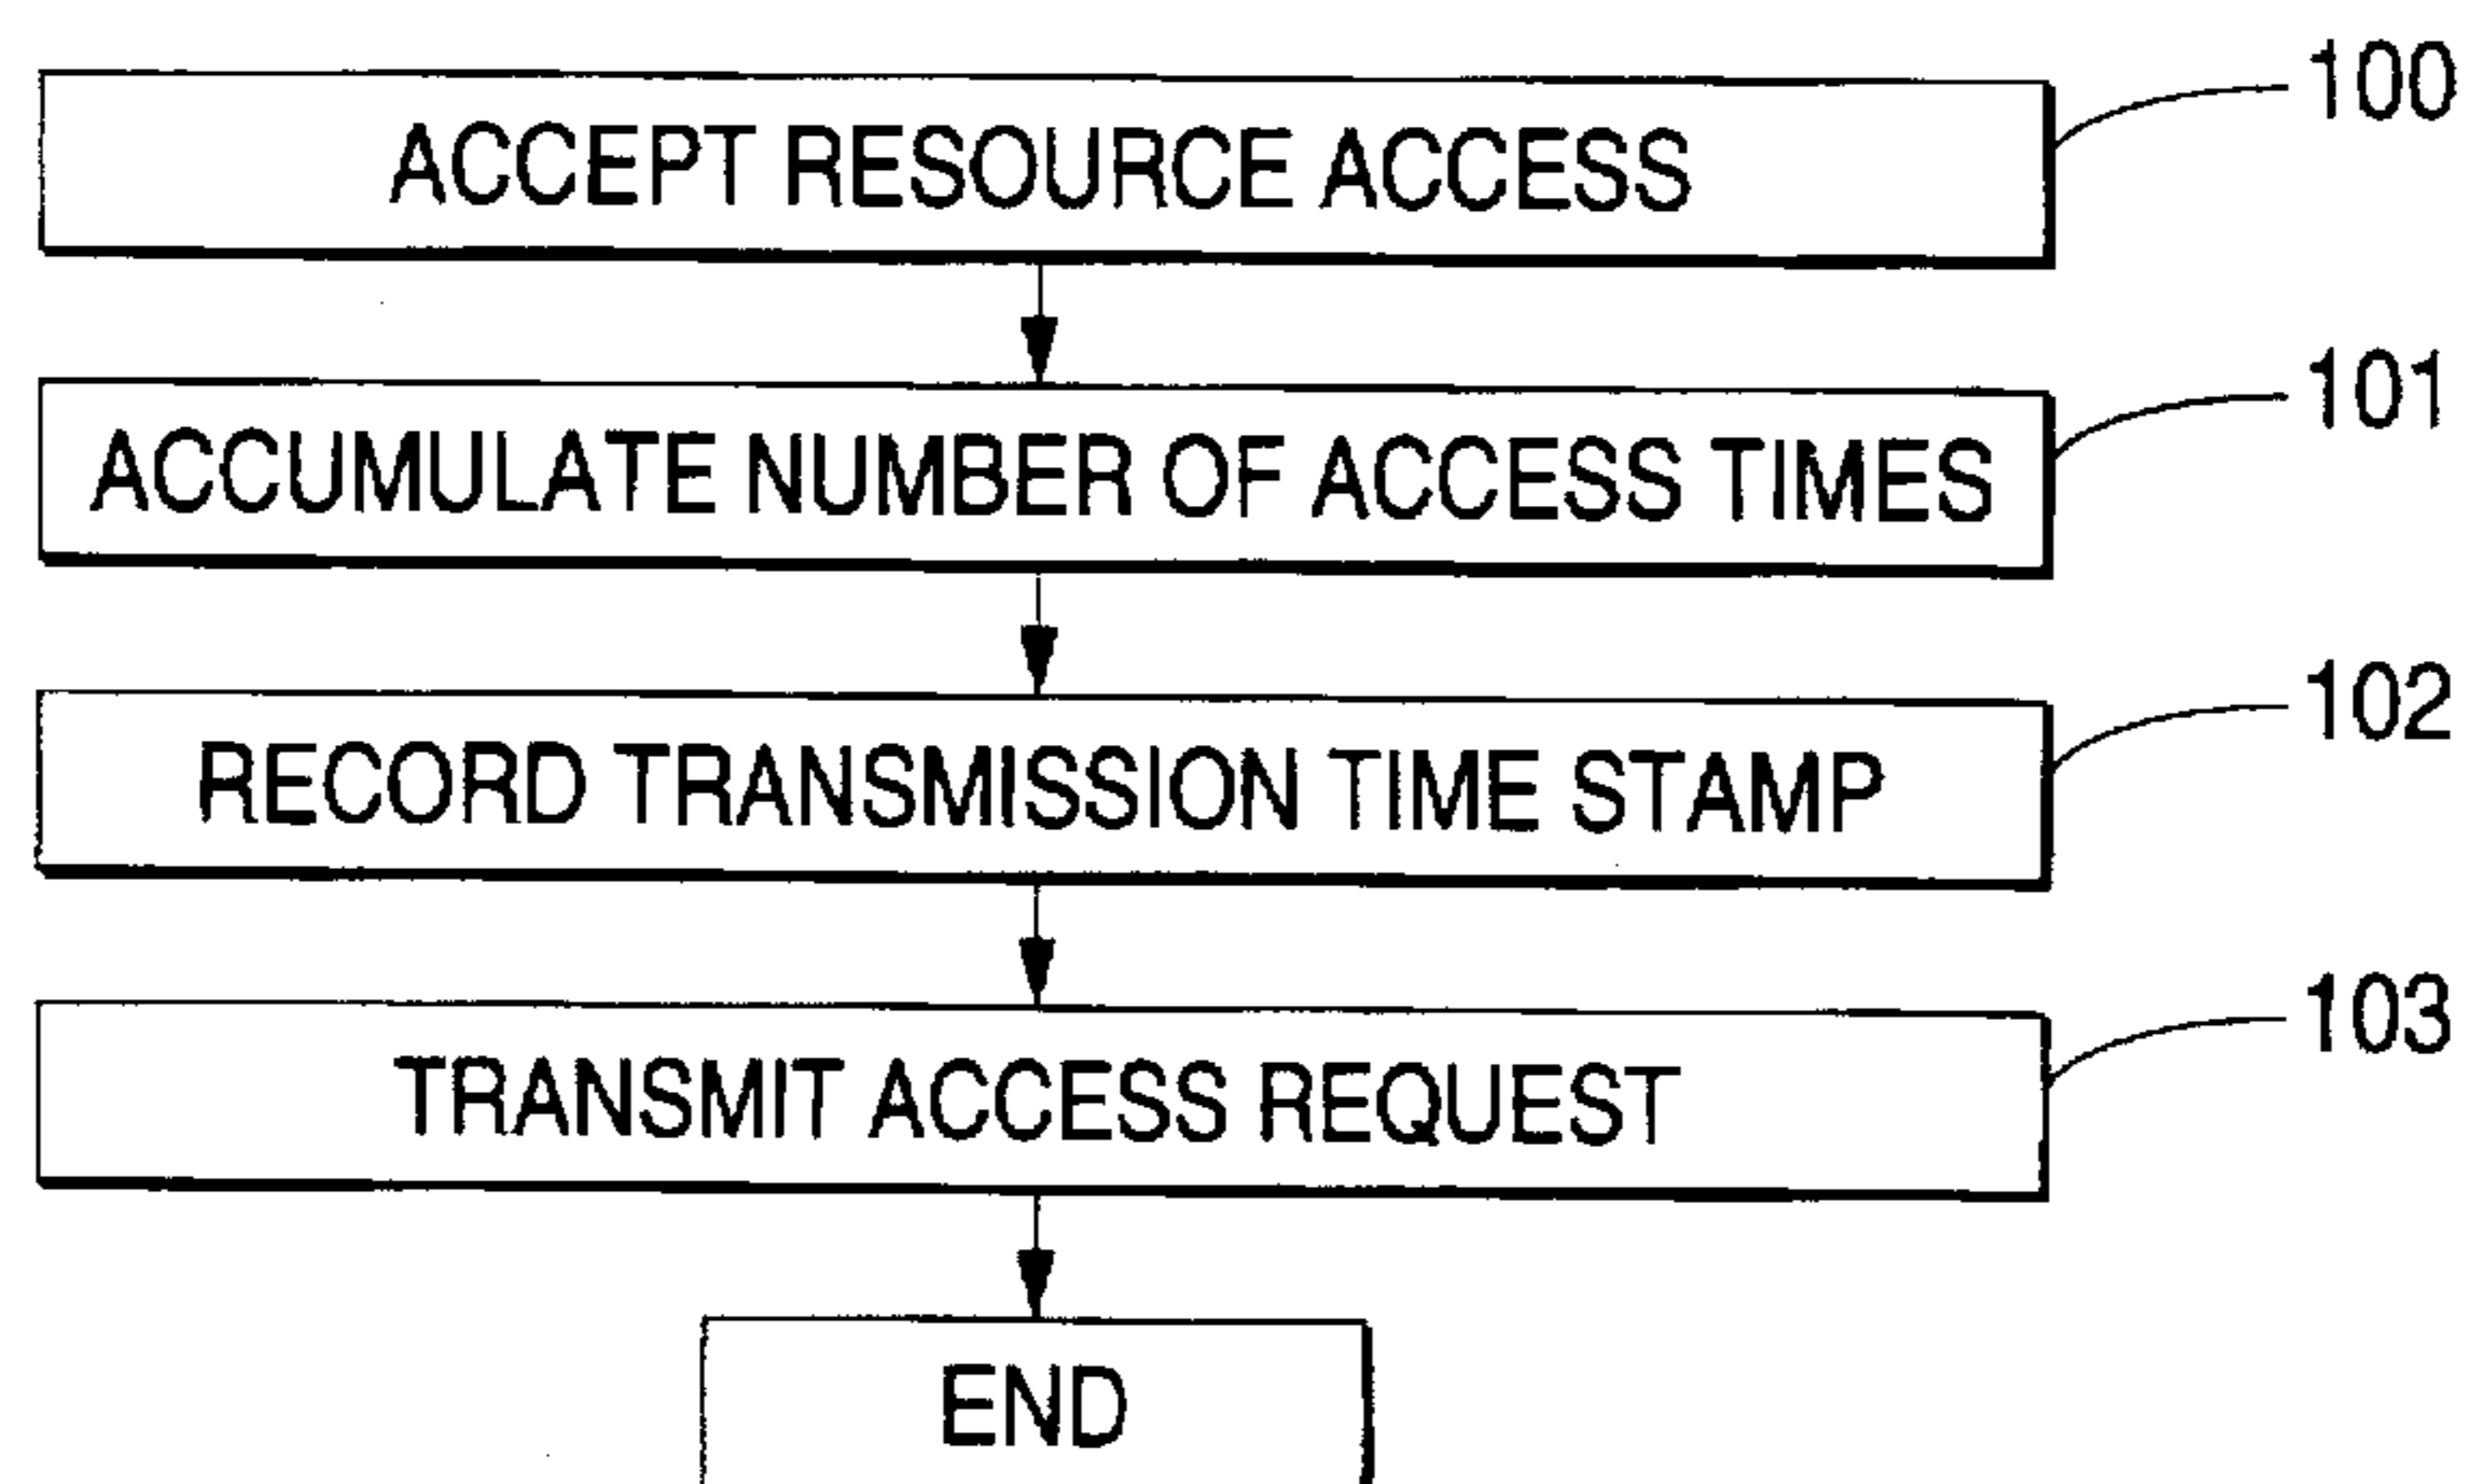 ACCEPT RESOURCE ACCESS
100
ACCUMULATE NUMBER OF ACCESS TIMES
101
RECORD TRANSMISSION TIME STAMP
102
TRANSMIT ACCESS REQUEST
103
END